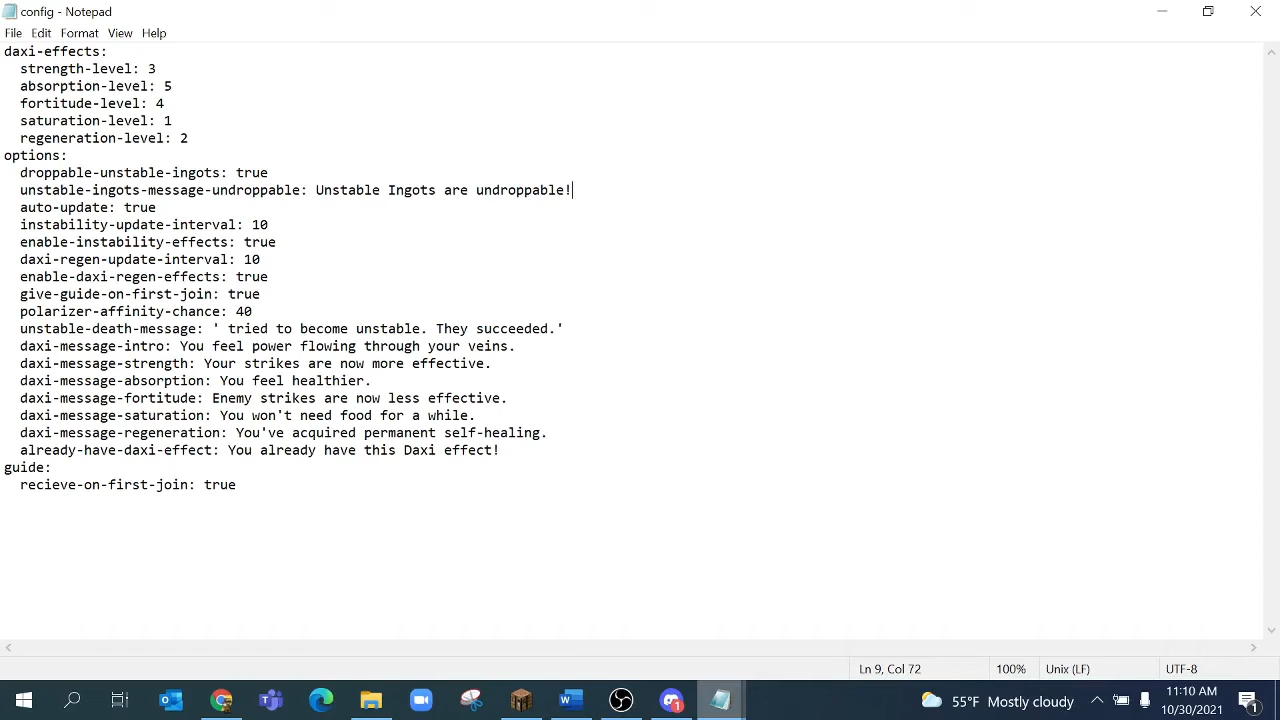 config - Notepad
File Edit Format View Help
daxi-effects:
  strength-level: 3
  absorption-level: 5
  fortitude-level: 4
  saturation-level: 1
  regeneration-level: 2
options:
  droppable-unstable-ingots: true
  unstable-ingots-message-undroppable: Unstable Ingots are undroppable!
  auto-update: true
  instability-update-interval: 10
  enable-instability-effects: true
  daxi-regen-update-interval: 10
  enable-daxi-regen-effects: true
  give-guide-on-first-join: true
  polarizer-affinity-chance: 40
  unstable-death-message: ' tried to become unstable. They succeeded.'
  daxi-message-intro: You feel power flowing through your veins.
  daxi-message-strength: Your strikes are now more effective.
  daxi-message-absorption: You feel healthier.
  daxi-message-fortitude: Enemy strikes are now less effective.
  daxi-message-saturation: You won't need food for a while.
  daxi-message-regeneration: You've acquired permanent self-healing.
  already-have-daxi-effect: You already have this Daxi effect!
guide:
  recieve-on-first-join: true
Ln 9, Col 72 100% Unix (LF) UTF-8
55°F Mostly cloudy
11:10 AM
10/30/2021
1
1